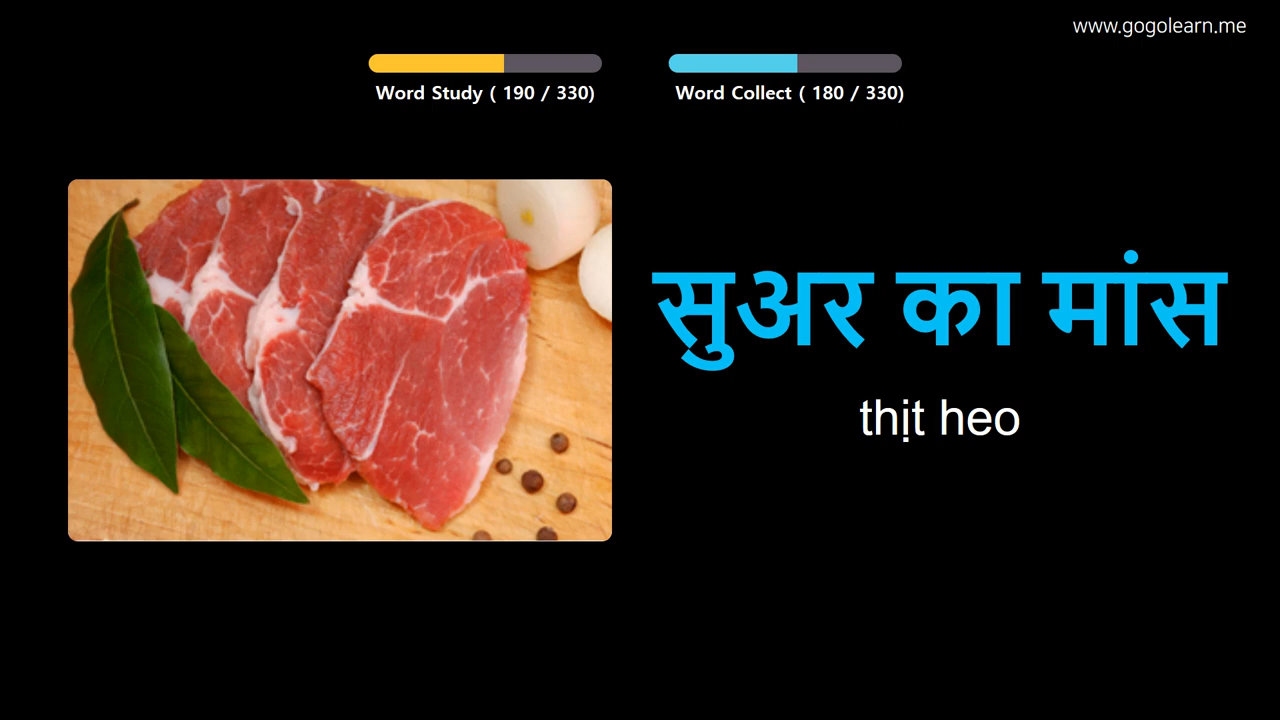 www.gogolearn.me
Word Study ( 190 / 330)
Word Collect ( 180 / 330)
सुअर का मांस
thịt heo